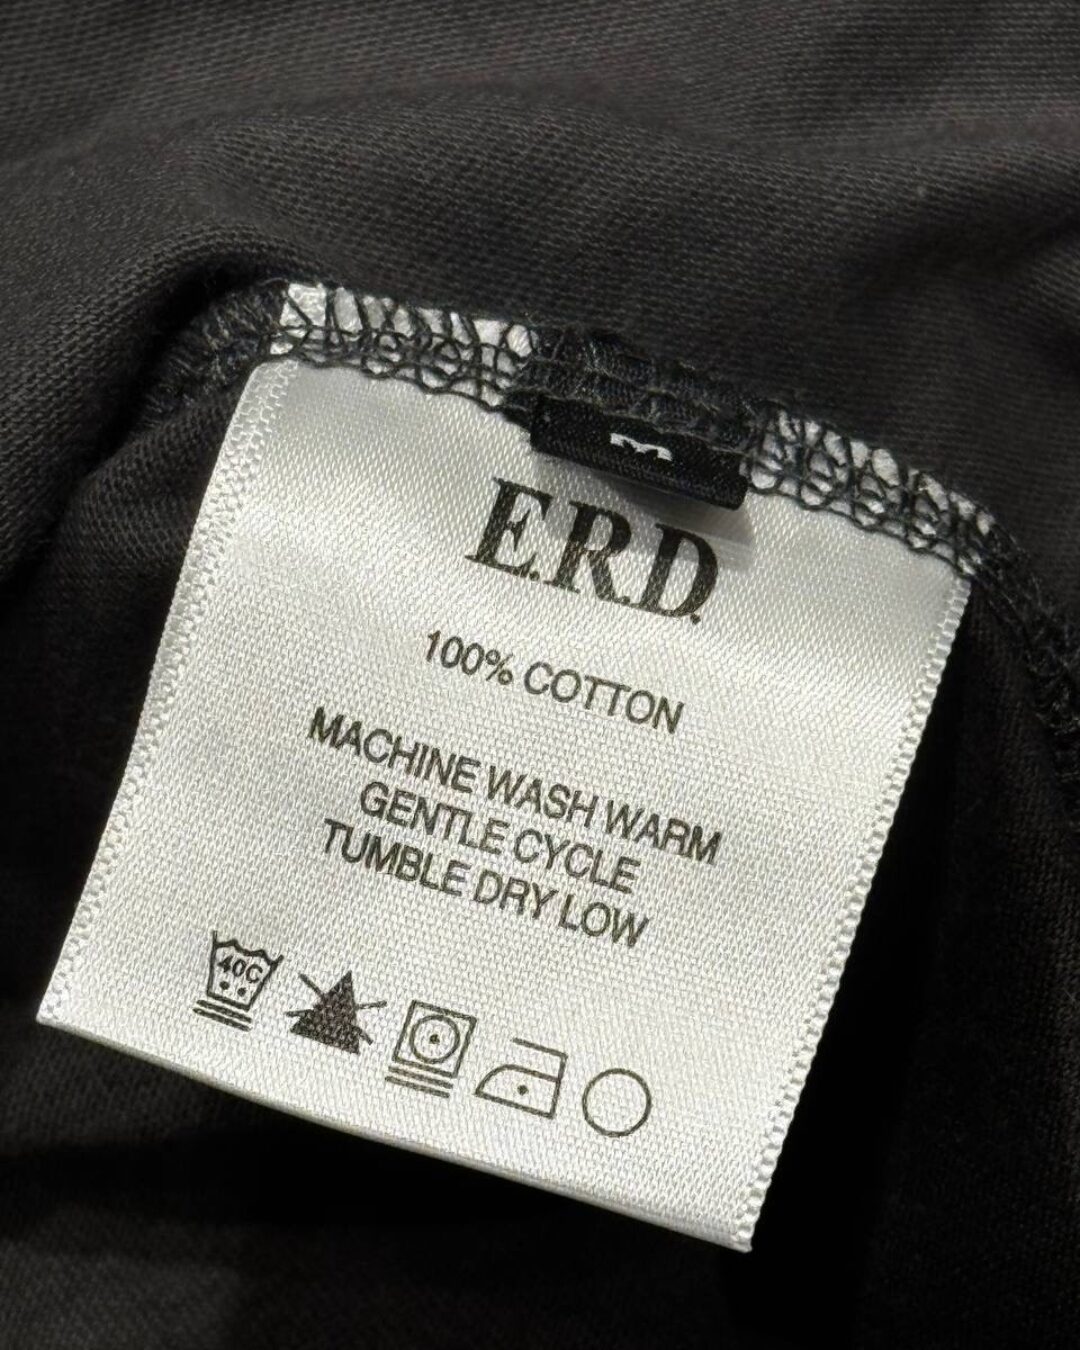 M
E.R.D.
100% COTTON
MACHINE WASH WARM
GENTLE CYCLE
TUMBLE DRY LOW
40C